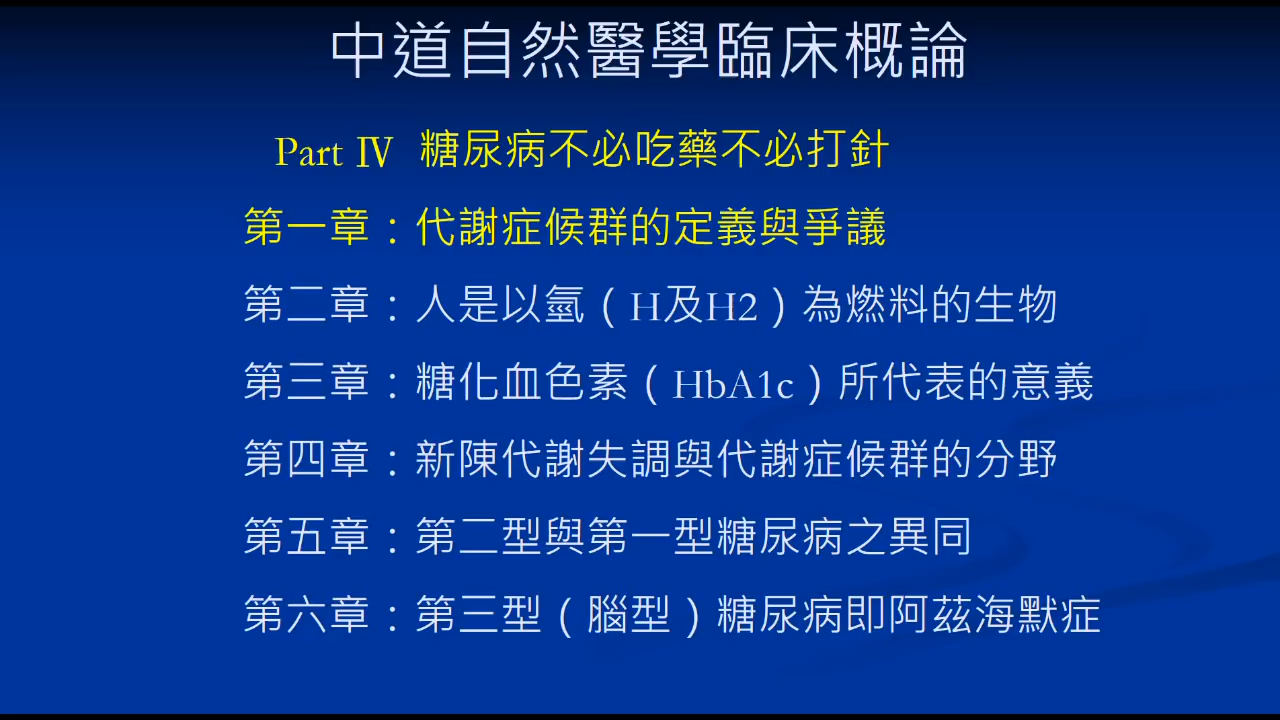 中道自然醫學臨床概論
Part Ⅳ 糖尿病不必吃藥不必打針
第一章：代謝症候群的定義與爭議
第二章：人是以氫（H及H2）為燃料的生物
第三章：糖化血色素（HbA1c）所代表的意義
第四章：新陳代謝失調與代謝症候群的分野
第五章：第二型與第一型糖尿病之異同
第六章：第三型（腦型）糖尿病即阿茲海默症